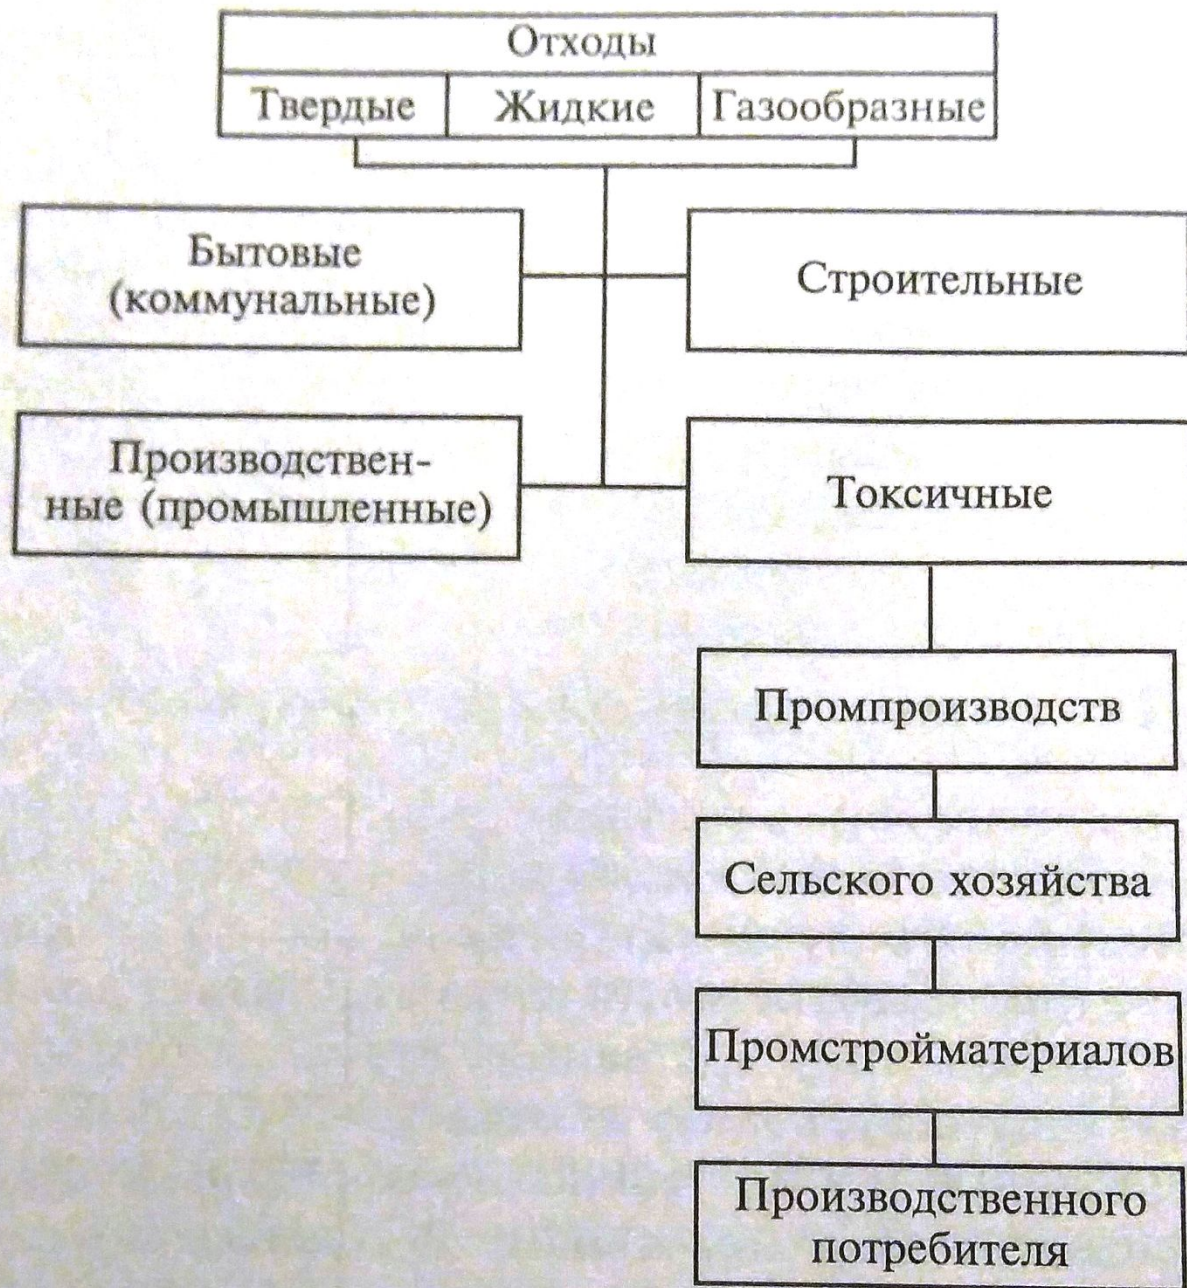 Отходы
Твердые Жидкие Газообразные
Бытовые
(коммунальные)
Строительные
Производствен-
ные (промышленные)
Токсичные
Промпроизводств
Сельского хозяйства
Промстройматериалов
Производственного
потребителя